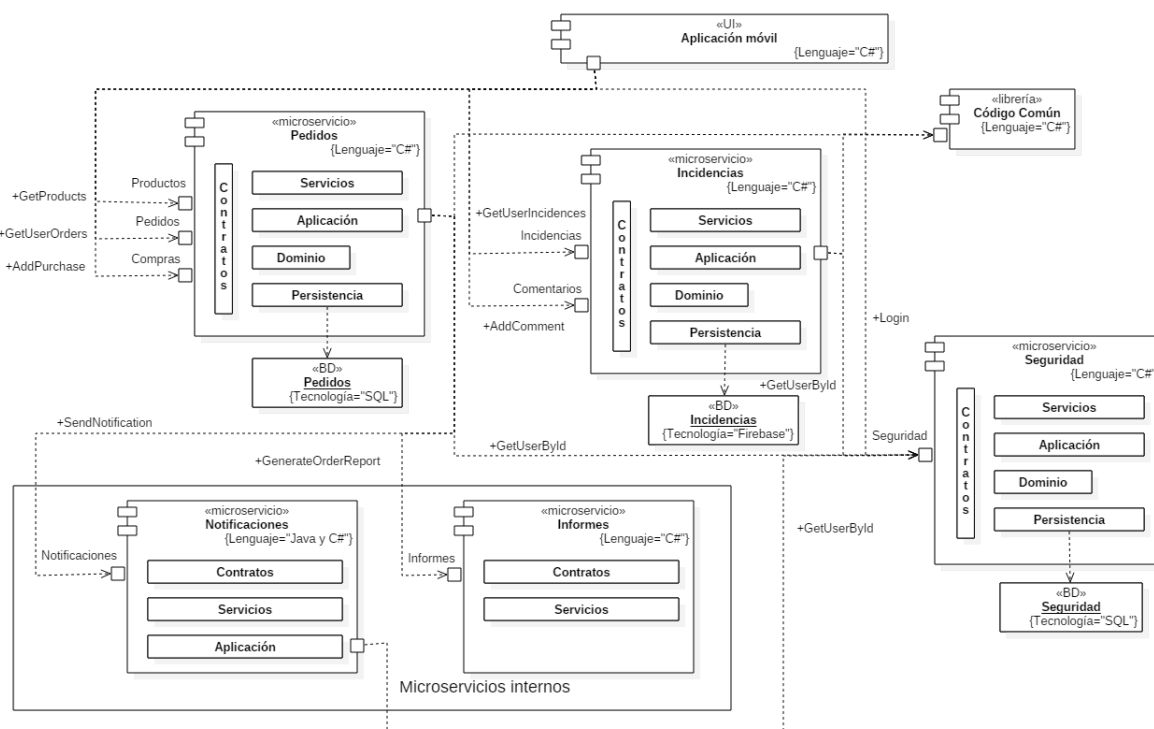 «UI»
Aplicación móvil
{Lenguaje="C#"}
«librería»
Código Común
{Lenguaje="C#"}
«microservicio»
Pedidos
{Lenguaje="C#"}
Contratos
Servicios
Aplicación
Dominio
Persistencia
Productos
+GetProducts
Pedidos
+GetUserOrders
Compras
+AddPurchase
«BD»
Pedidos
{Tecnología="SQL"}
«microservicio»
Incidencias
{Lenguaje="C#"}
Contratos
Servicios
Aplicación
Dominio
Persistencia
+GetUserIncidences
Incidencias
Comentarios
+AddComment
«BD»
Incidencias
{Tecnología="Firebase"}
+Login
+GetUserById
«microservicio»
Seguridad
{Lenguaje="C#"
Contratos
Servicios
Aplicación
Dominio
Persistencia
Seguridad
«BD»
Seguridad
{Tecnología="SQL"}
+SendNotification
+GetUserById
+GenerateOrderReport
+GetUserById
«microservicio»
Notificaciones
{Lenguaje="Java y C#"}
Notificaciones
Contratos
Servicios
Aplicación
«microservicio»
Informes
{Lenguaje="C#"}
Informes
Contratos
Servicios
Microservicios internos